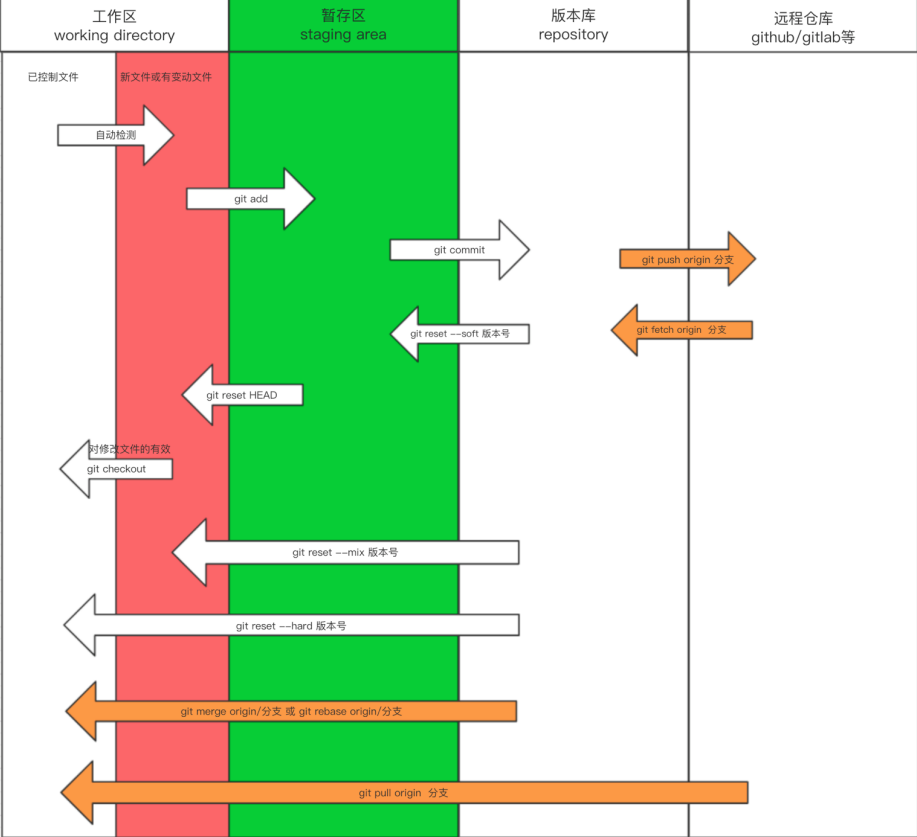 工作区
working directory
暂存区
staging area
版本库
repository
远程仓库
github/gitlab等
已控制文件
新文件或有变动文件
自动检测
git add
git commit
git push origin 分支
git reset --soft 版本号
git fetch origin 分支
git reset HEAD
对修改文件的有效
git checkout
git reset --mix 版本号
git reset --hard 版本号
git merge origin/分支 或 git rebase origin/分支
git pull origin 分支